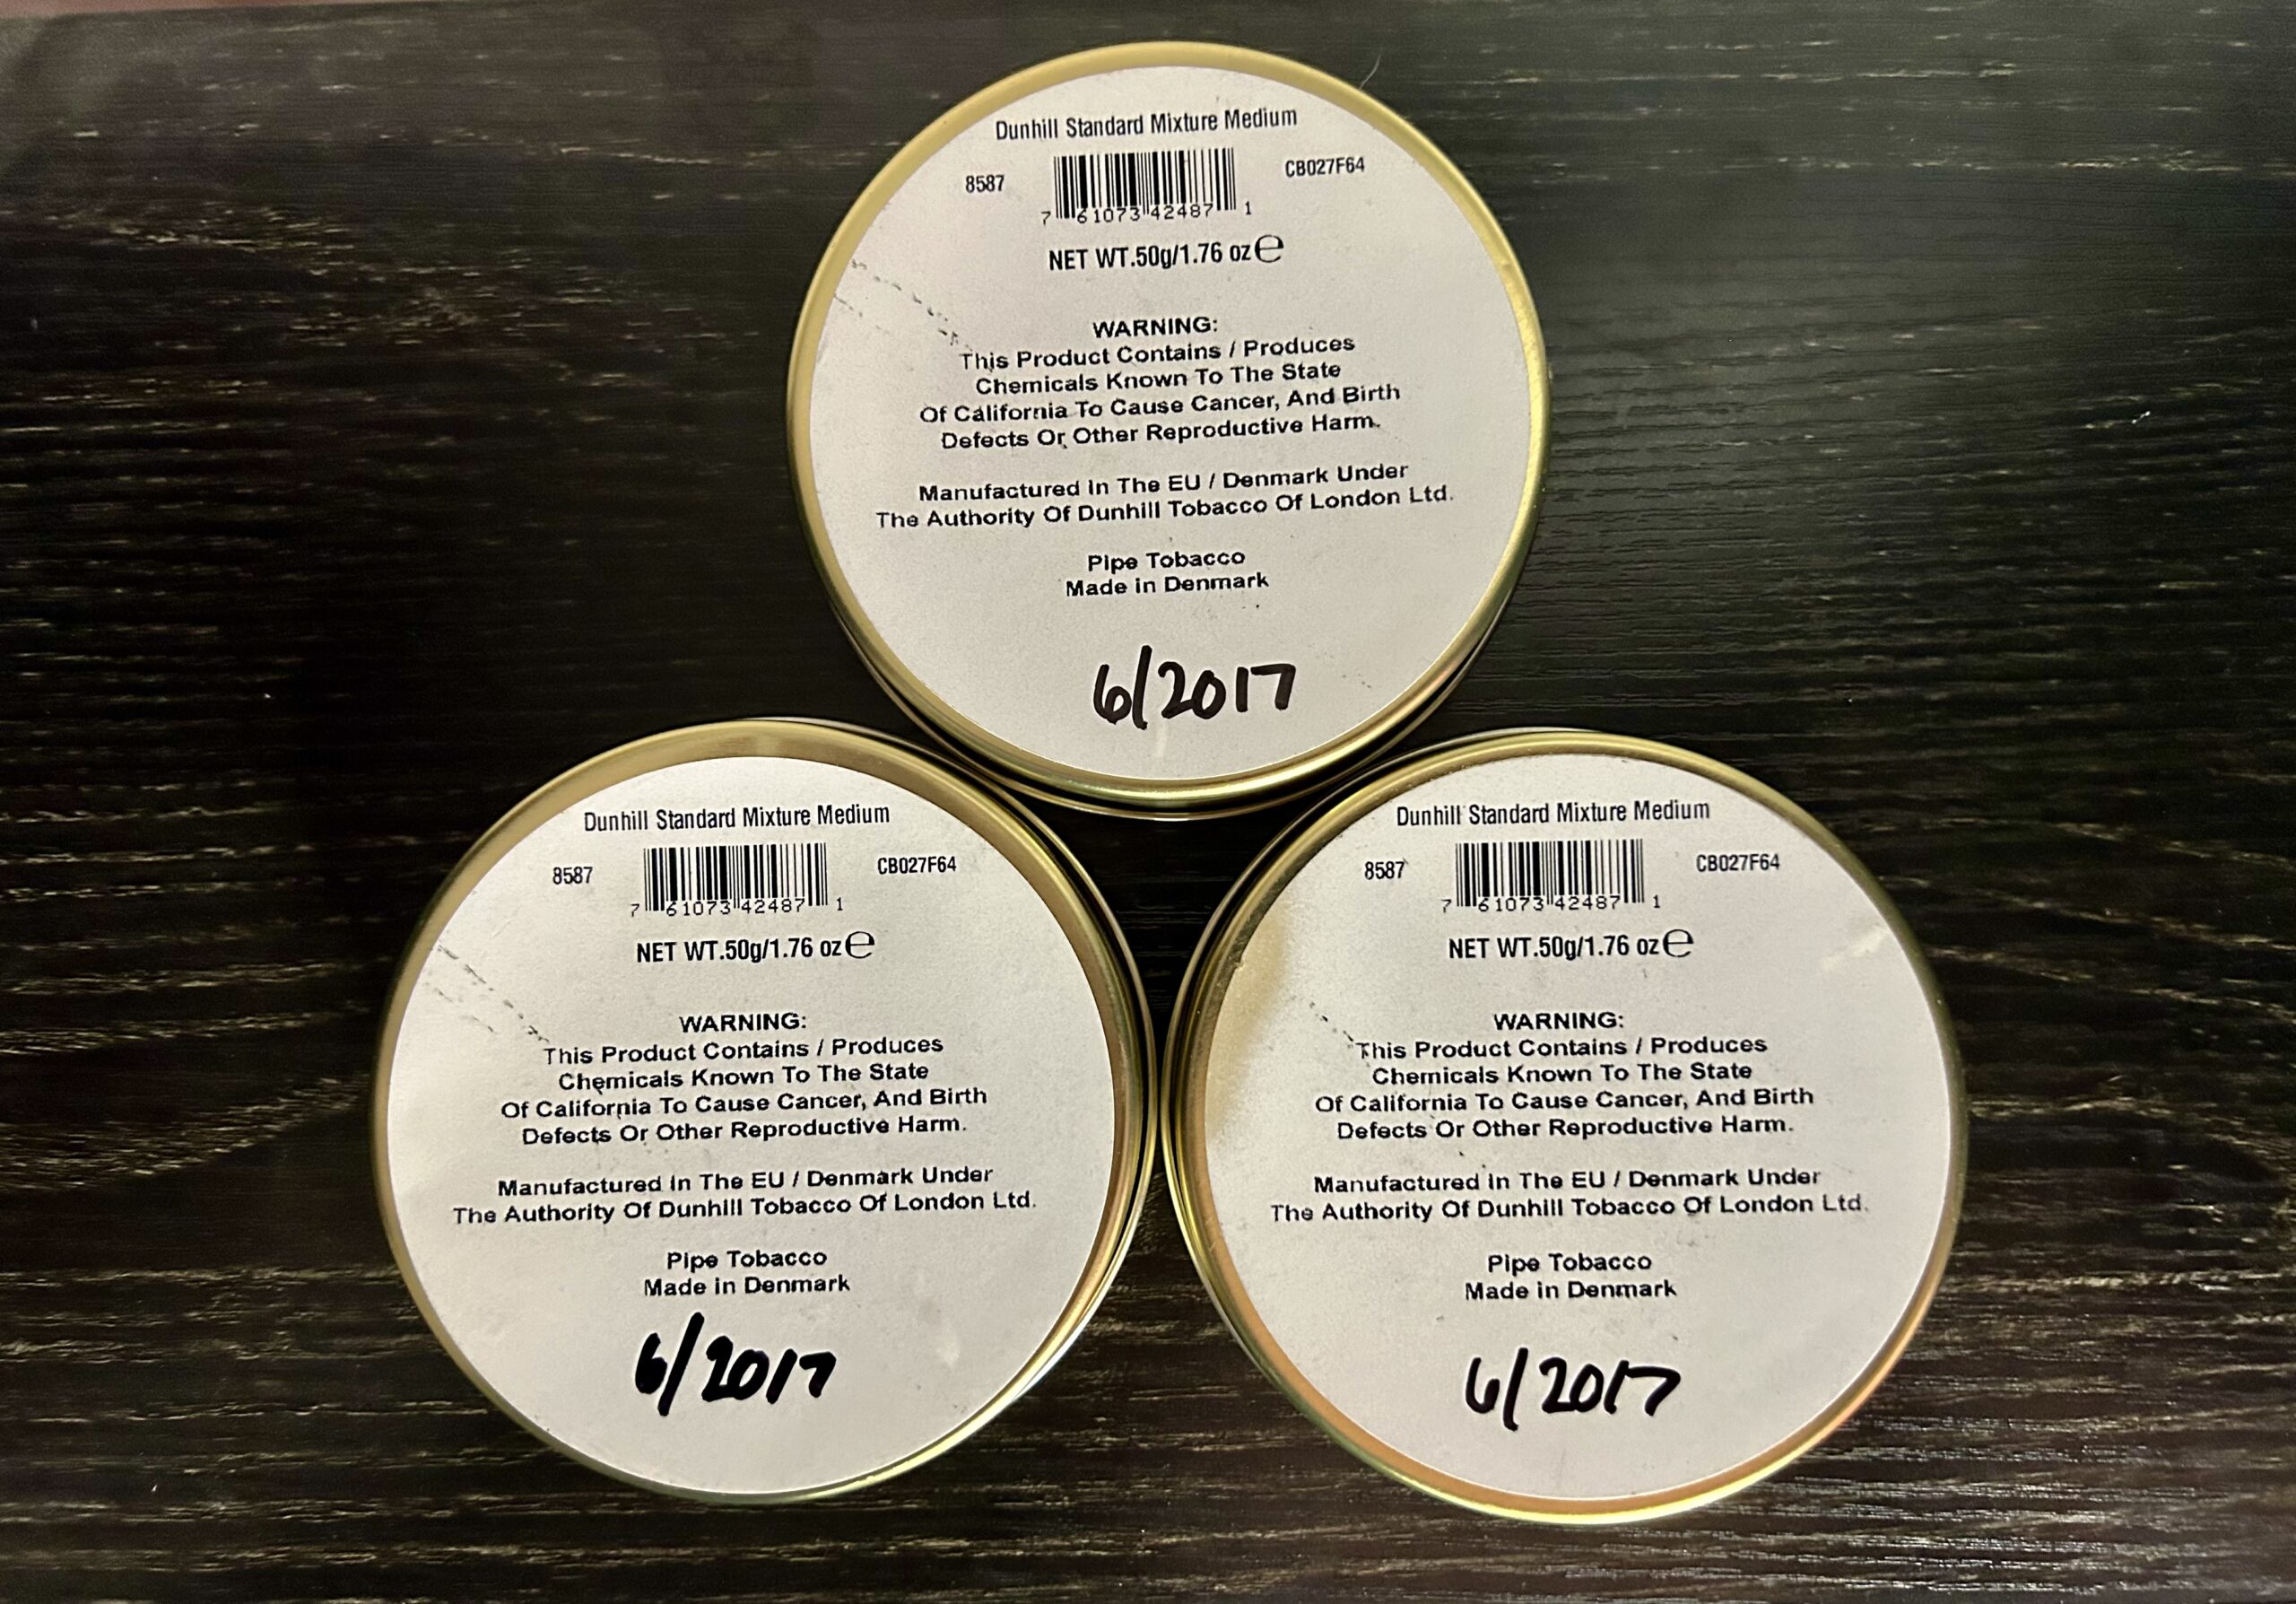 Dunhill Standard Mixture Medium
8587
CB027F64
7 61073 42487 1
NET WT.50g/1.76 oz℮
WARNING:
This Product Contains / Produces
Chemicals Known To The State
Of California To Cause Cancer, And Birth
Defects Or Other Reproductive Harm.
Manufactured In The EU / Denmark Under
The Authority Of Dunhill Tobacco Of London Ltd.
Pipe Tobacco
Made in Denmark
6/2017
Dunhill Standard Mixture Medium
8587
CB027F64
7 61073 42487 1
NET WT.50g/1.76 oz℮
WARNING:
This Product Contains / Produces
Chemicals Known To The State
Of California To Cause Cancer, And Birth
Defects Or Other Reproductive Harm.
Manufactured In The EU / Denmark Under
The Authority Of Dunhill Tobacco Of London Ltd.
Pipe Tobacco
Made in Denmark
6/2017
Dunhill Standard Mixture Medium
8587
CB027F64
7 61073 42487 1
NET WT.50g/1.76 oz℮
WARNING:
This Product Contains / Produces
Chemicals Known To The State
Of California To Cause Cancer, And Birth
Defects Or Other Reproductive Harm.
Manufactured In The EU / Denmark Under
The Authority Of Dunhill Tobacco Of London Ltd.
Pipe Tobacco
Made in Denmark
6/2017